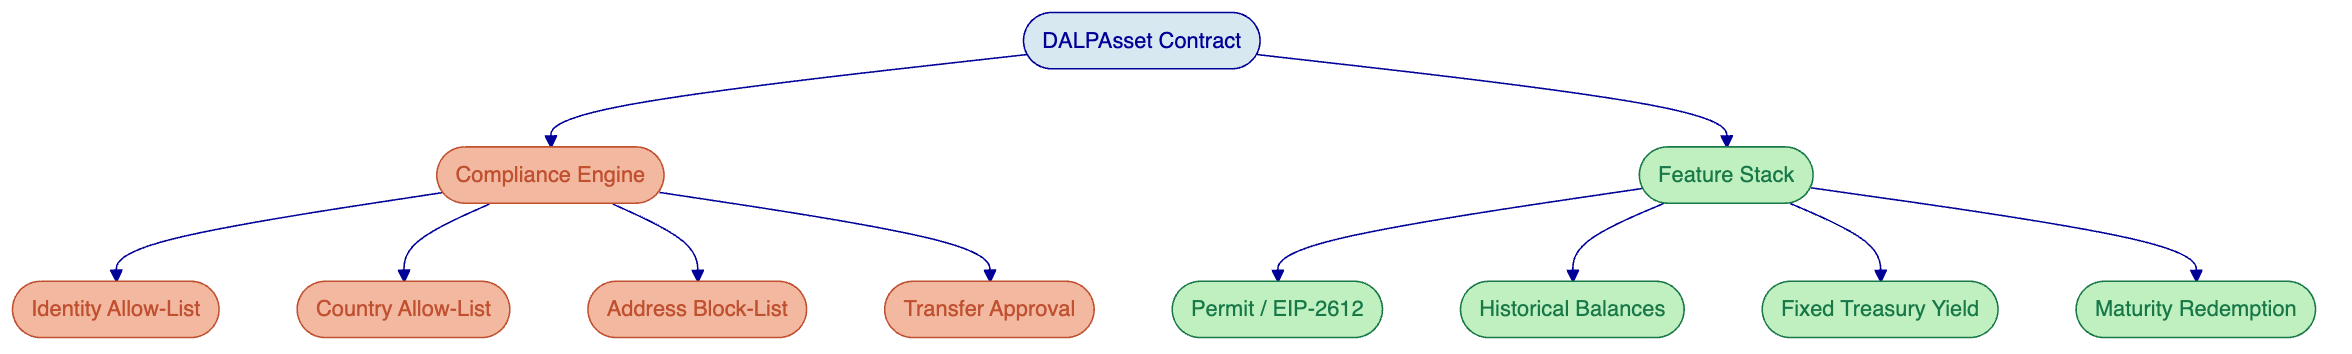 DALPAsset Contract
Compliance Engine
Feature Stack
Identity Allow-List
Country Allow-List
Address Block-List
Transfer Approval
Permit / EIP-2612
Historical Balances
Fixed Treasury Yield
Maturity Redemption